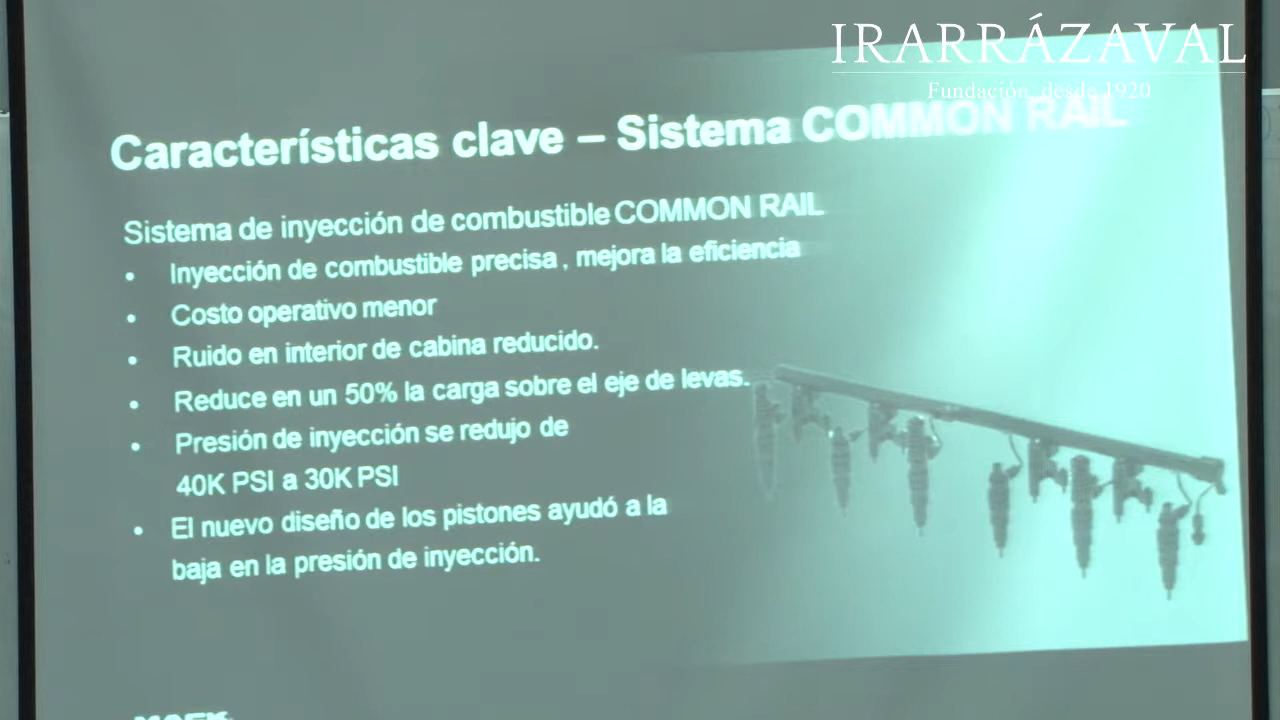 IRARRÁZAVAL
Fundación, desde 1920
Características clave – Sistema COMMON RAIL
Sistema de inyección de combustible COMMON RAIL
• Inyección de combustible precisa , mejora la eficiencia
• Costo operativo menor
• Ruido en interior de cabina reducido.
• Reduce en un 50% la carga sobre el eje de levas.
• Presión de inyección se redujo de
40K PSI a 30K PSI
• El nuevo diseño de los pistones ayudó a la
baja en la presión de inyección.